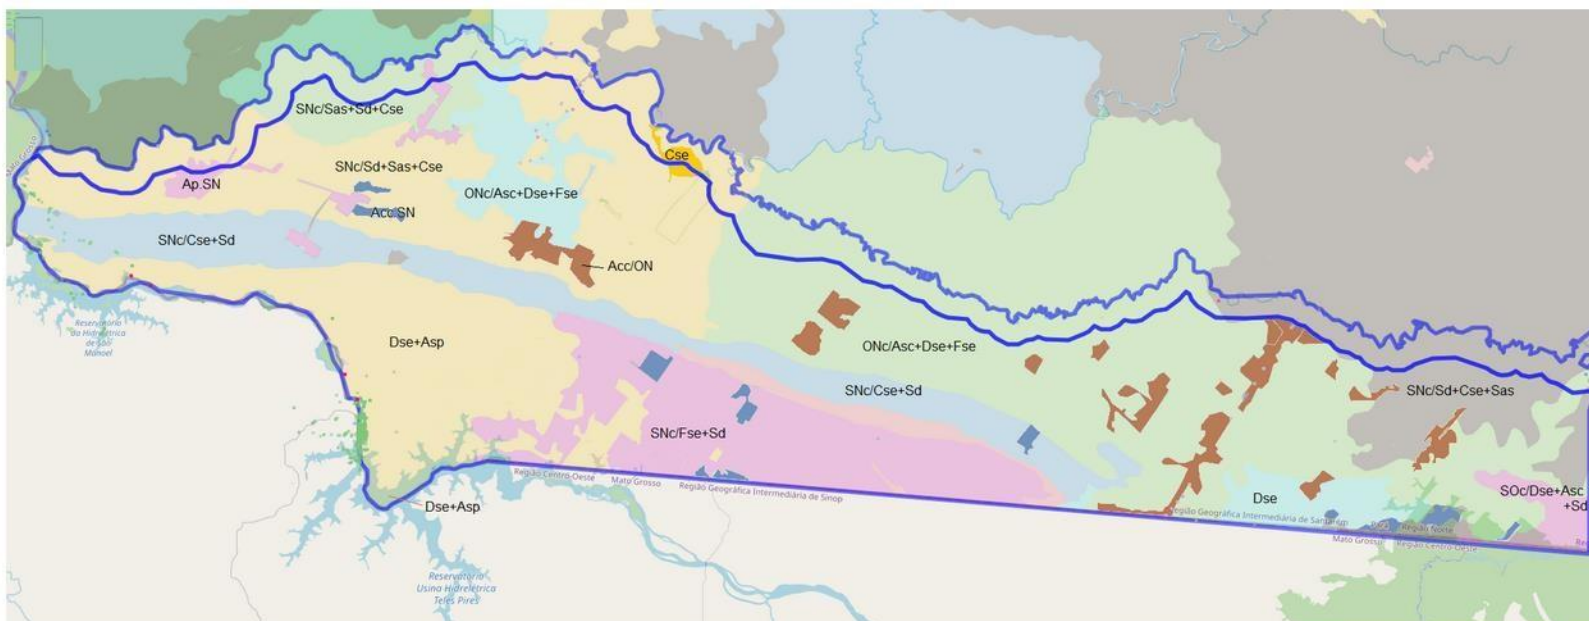 SNc/Sas+Sd+Cse
Mato Grosso
Cse
SNc/Sd+Sas+Cse
Ap.SN
ONc/Asc+Dse+Fse
Acc/SN
SNc/Cse+Sd
Acc/ON
Reservatório
da Hidrelétrica
de São
Manoel
Dse+Asp
ONc/Asc+Dse+Fse
SNc/Cse+Sd
SNc/Sd+Cse+Sas
SNc/Fse+Sd
Região Centro-Oeste
Mato Grosso
Região Geográfica Intermediária de Sinop
Dse
SOc/Dse+Asc
+Sd
Dse+Asp
Região Geográfica Intermediária de Santarém
Pará
Região Norte
Mato Grosso
Região Centro-Oeste
Reservatório
Usina Hidrelétrica
Teles Pires